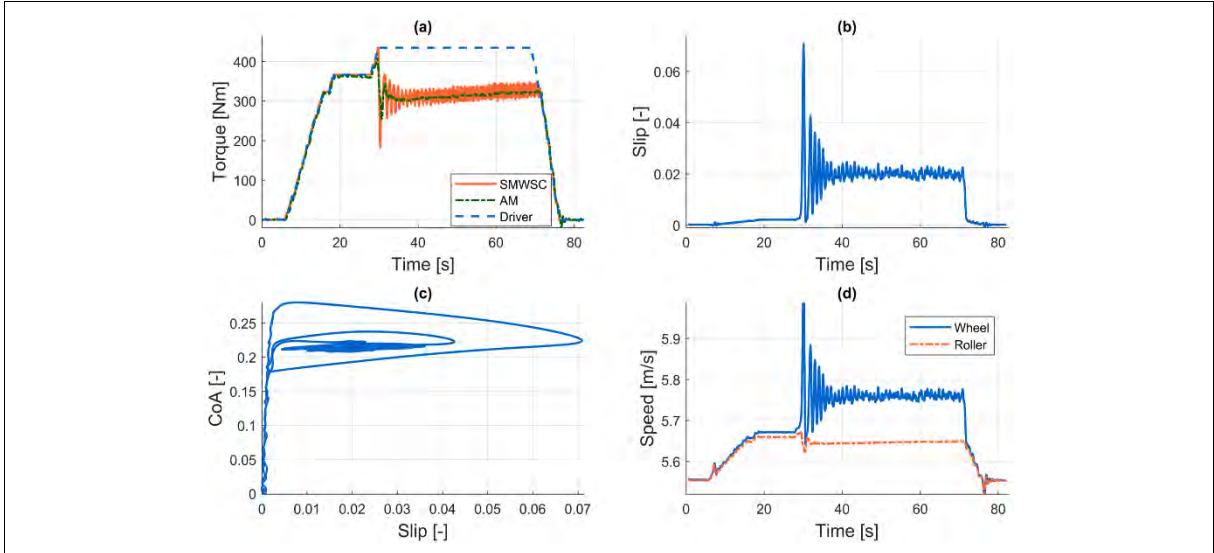 (a)
Torque [Nm]
400
300
200
100
0
0 20 40 60 80
Time [s]
SMWSC
AM
Driver
(b)
Slip [-]
0.06
0.04
0.02
0
0 20 40 60 80
Time [s]
(c)
CoA [-]
0.25
0.2
0.15
0.1
0.05
0
0 0.01 0.02 0.03 0.04 0.05 0.06 0.07
Slip [-]
(d)
Speed [m/s]
5.9
5.8
5.7
5.6
0 20 40 60 80
Time [s]
Wheel
Roller